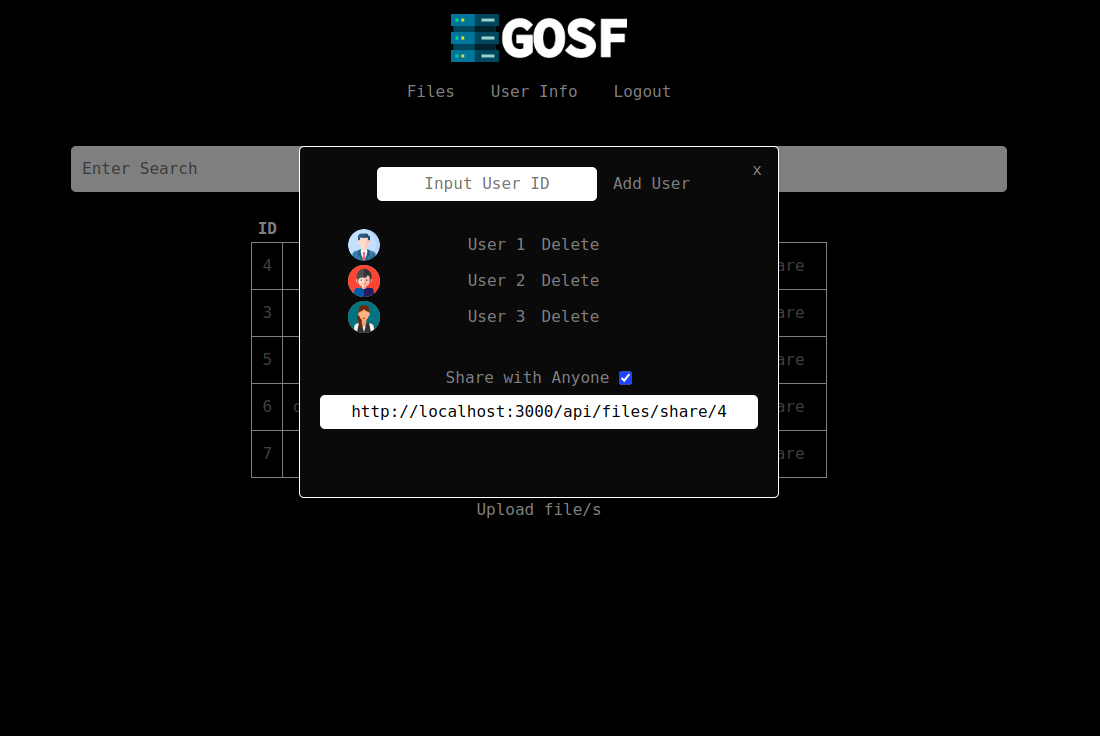 GOSF
Files User Info Logout
Enter Search
x
Input User ID Add User
ID
User 1 Delete
4
User 2 Delete
3
User 3 Delete
5
Share with Anyone
6
http://localhost:3000/api/files/share/4
7
Upload file/s